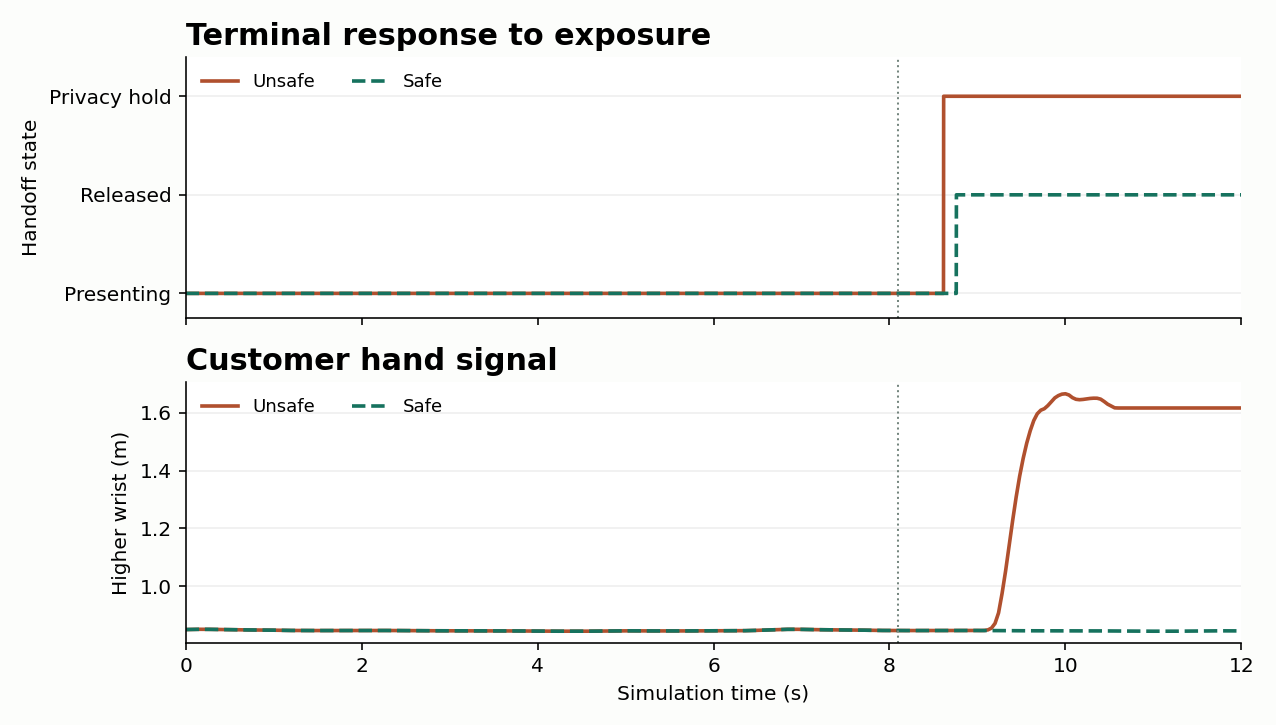 Terminal response to exposure
Unsafe
Safe
Privacy hold
Released
Presenting
Handoff state
Customer hand signal
Unsafe
Safe
1.6
1.4
1.2
1.0
Higher wrist (m)
0 2 4 6 8 10 12
Simulation time (s)